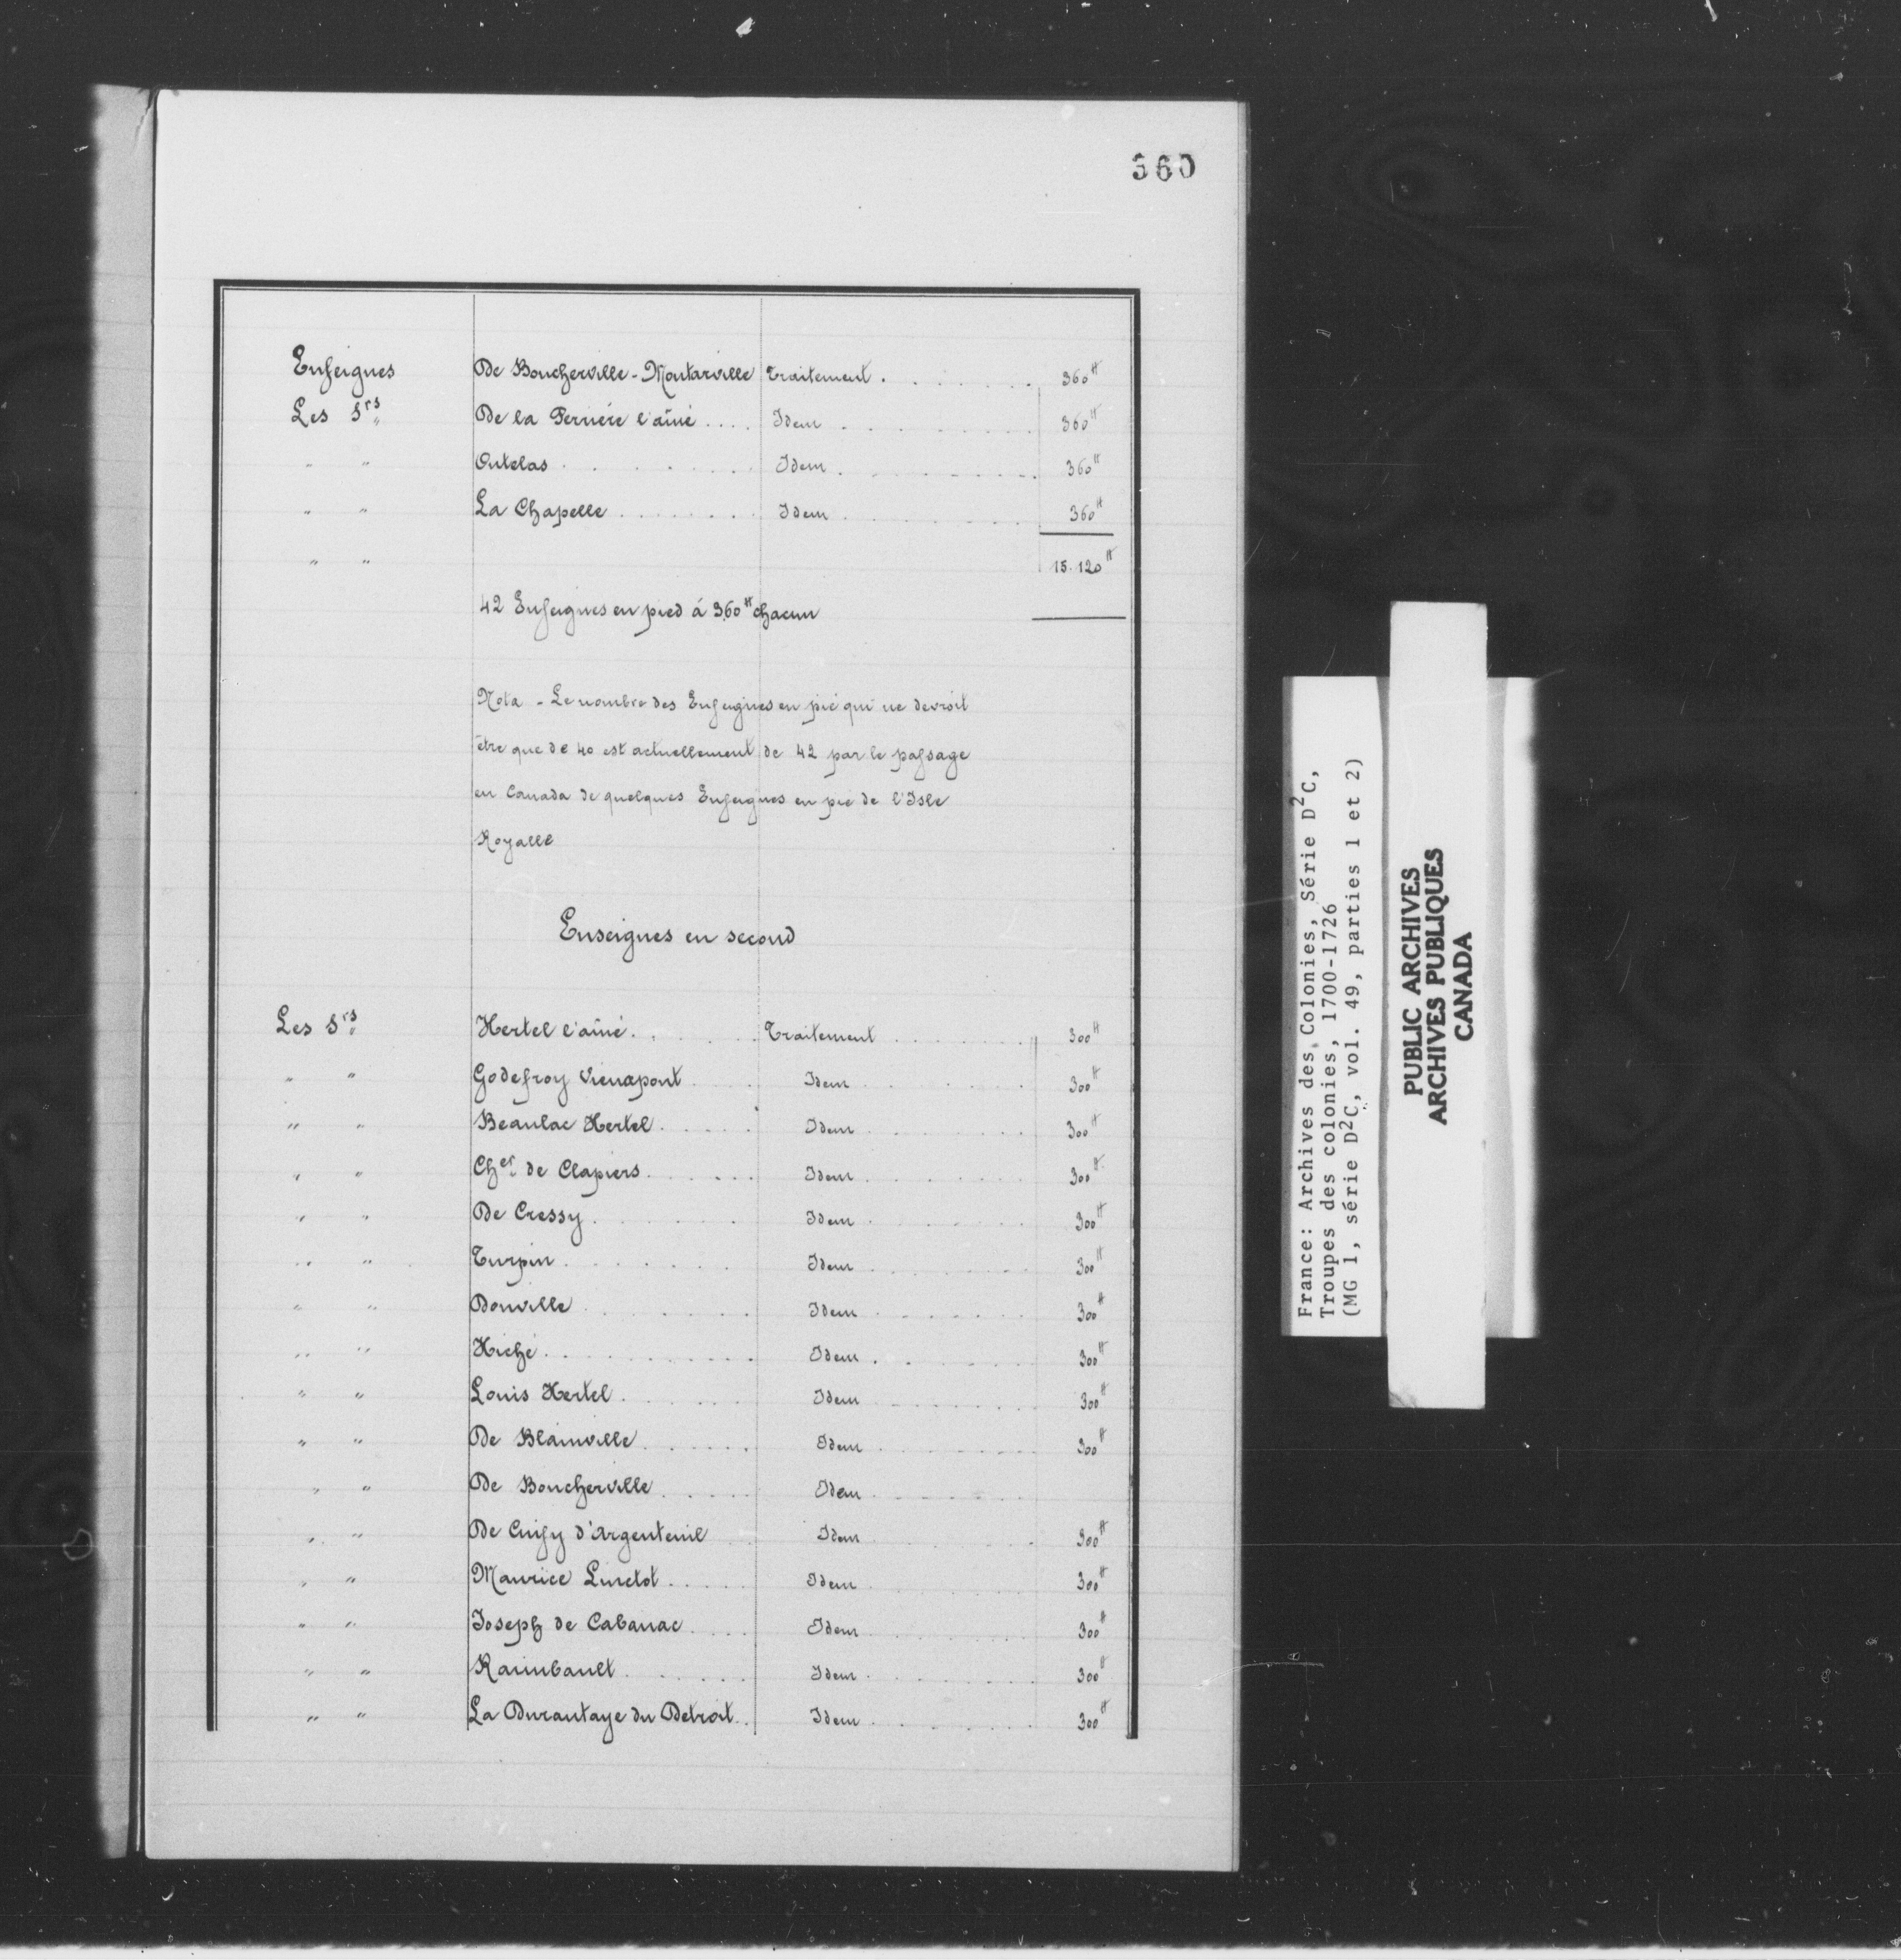 360
Enseignes De Boucherville-Montarville Traitement . . . . . . . 360ᵗᵗ
Les Srs De la Perriére l'aîné . . . . Idem . . . . . . . . . 360ᵗᵗ
" " Outelas . . . . . . . Idem . . . . . . . . 360ᵗᵗ
" " La Chapelle . . . . . . . . Idem . . . . . . . . 360ᵗᵗ
" " 15.120ᵗᵗ
42 Enseignes en pied á 360ᵗᵗ chacun
Nota - Le nombre des Enseignes en pié qui ne devroit
être que de 40 est actuellement de 42 par le passage
en Canada de quelques Enseignes en pie de l'Isle
Royalle
Enseignes en second
Les Srs Hertel l'aîné . . . . . . Traitement . . . . . . . 300ᵗᵗ
" " Godefroy Vieuxpont . . Idem . . . . . . 300ᵗᵗ
" " Beaulac Hertel . . . . . Idem . . . . . . . . 300ᵗᵗ
" " Cher de Clapiers . . . . . . Idem . . . . . . . . 300ᵗᵗ
" " De Cressy . . . . . . Idem . . . . . . . 300ᵗᵗ
" " Turpin . . . . . . . Idem . . . . . . . . 300ᵗᵗ
" " Donville . . . . . . . Idem . . . . . . . 300ᵗᵗ
" " Hiché . . . . . . . . . . . Idem . . . . . . . 300ᵗᵗ
" " Louis Hertel . . . . . . Idem . . . . . . . . 300ᵗᵗ
" " De Blainville . . . . . . Idem . . . . . . . . 300ᵗᵗ
" " De Boucherville . . . . . Idem . . . . . . .
" " De Cuisy d'Argenteuil . . Idem . . . . . . . 300ᵗᵗ
" " Maurice Linctot . . . . . Idem . . . . . . . 300ᵗᵗ
" " Joseph de Cabanac . . . . Idem . . . . . . . 300ᵗᵗ
" " Raimbault . . . . . . . Idem . . . . . . . 300ᵗᵗ
" " La Durantaye du Detroit . . Idem . . . . . . . 300ᵗᵗ
France: Archives des Colonies, Série D²C,
Troupes des colonies, 1700-1726
(MG 1, série D²C, vol. 49, parties 1 et 2)
PUBLIC ARCHIVES
ARCHIVES PUBLIQUES
CANADA